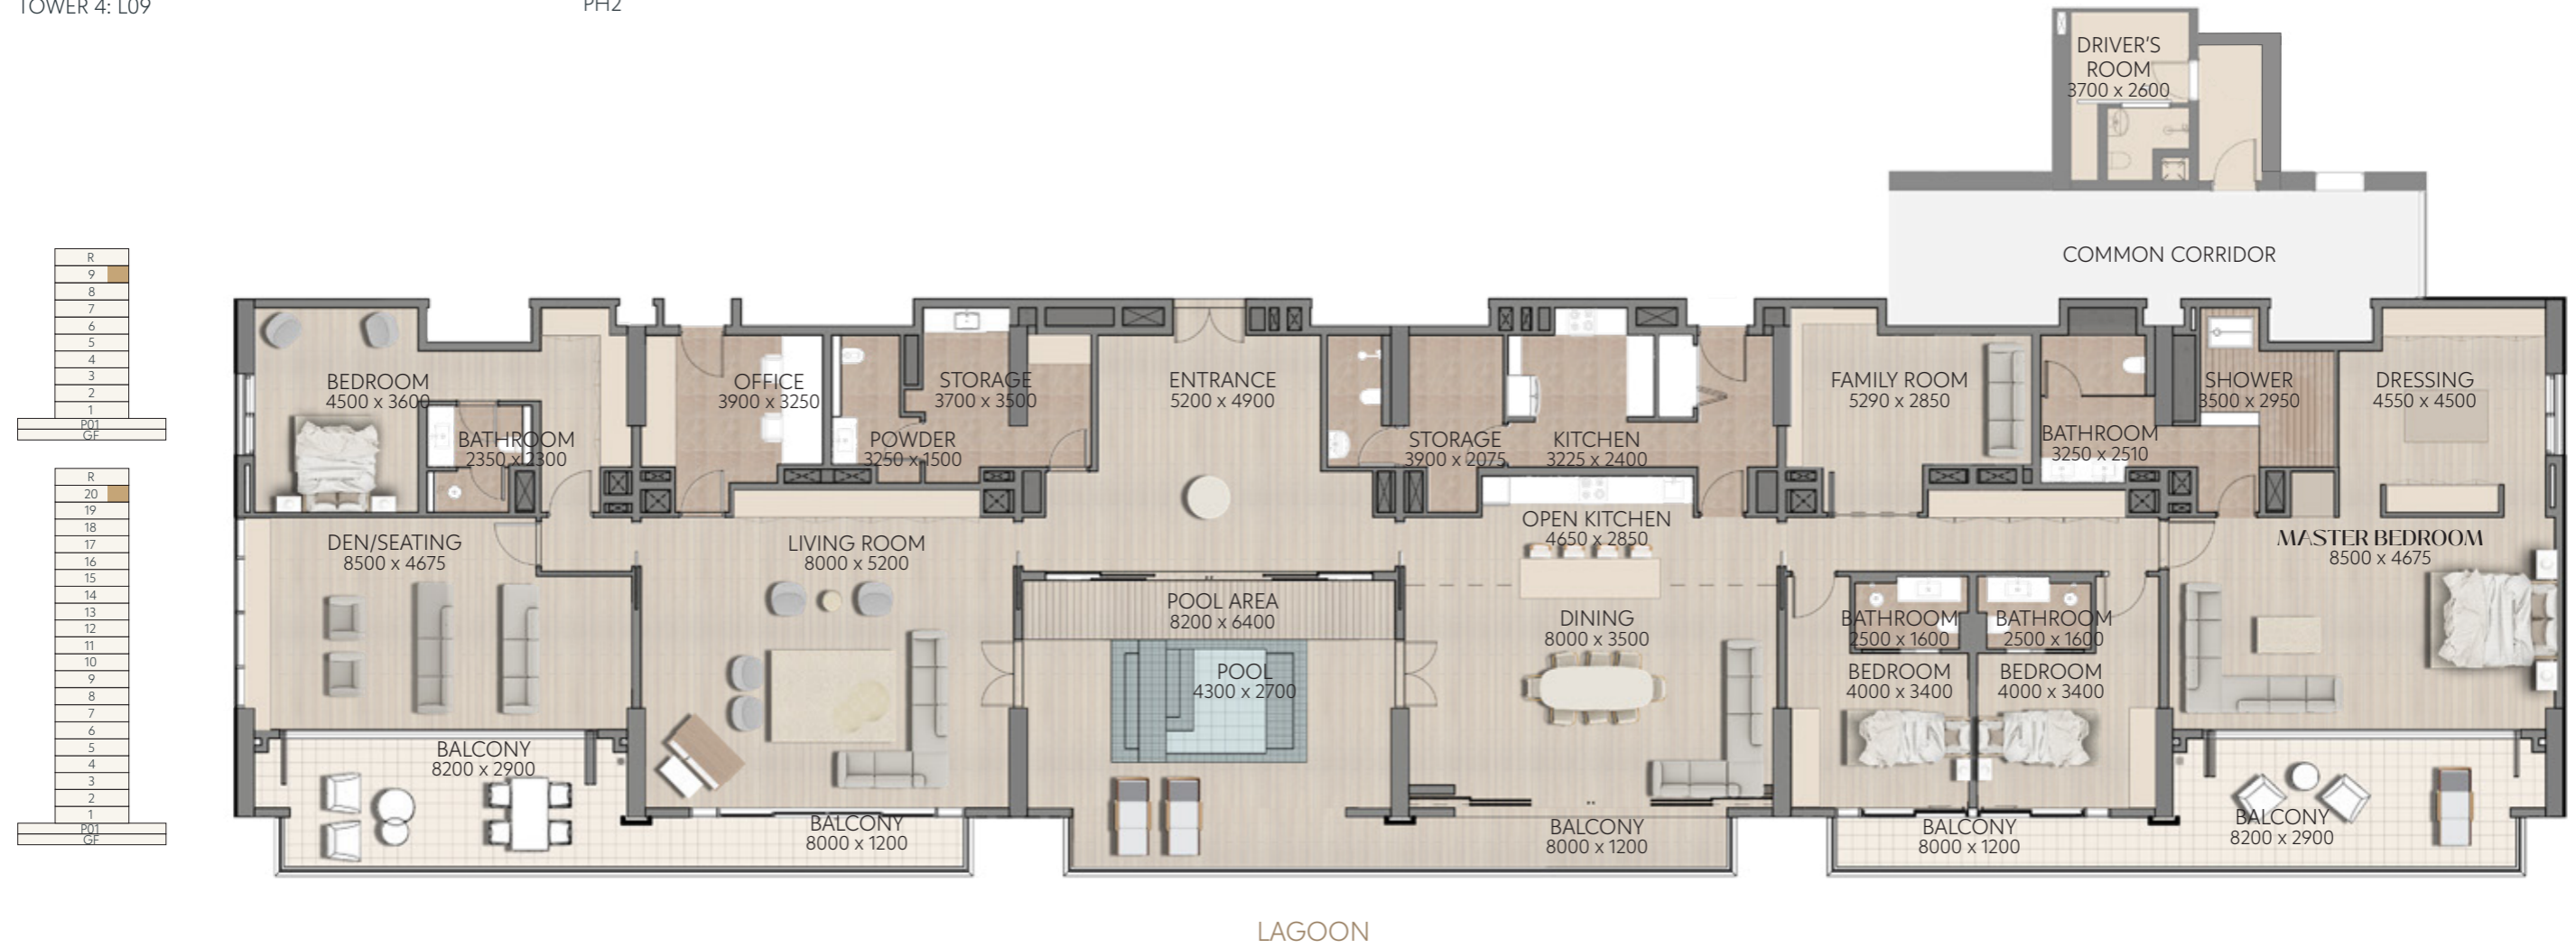 TOWER 4: L09
PH2
DRIVER'S
ROOM
3700 x 2600
COMMON CORRIDOR
R
9
8
7
6
5
4
3
2
1
P01
GF
R
20
19
18
17
16
15
14
13
12
11
10
9
8
7
6
5
4
3
2
1
P01
GF
BEDROOM
4500 x 3600
BATHROOM
2350 x 2300
OFFICE
3900 x 3250
POWDER
3250 x 1500
STORAGE
3700 x 3500
ENTRANCE
5200 x 4900
STORAGE
3900 x 2075
KITCHEN
3225 x 2400
FAMILY ROOM
5290 x 2850
BATHROOM
3250 x 2510
SHOWER
3500 x 2950
DRESSING
4550 x 4500
DEN/SEATING
8500 x 4675
LIVING ROOM
8000 x 5200
OPEN KITCHEN
4650 x 2850
MASTER BEDROOM
8500 x 4675
POOL AREA
8200 x 6400
DINING
8000 x 3500
BATHROOM
2500 x 1600
BATHROOM
2500 x 1600
POOL
4300 x 2700
BEDROOM
4000 x 3400
BEDROOM
4000 x 3400
BALCONY
8200 x 2900
BALCONY
8000 x 1200
BALCONY
8000 x 1200
BALCONY
8000 x 1200
BALCONY
8200 x 2900
LAGOON